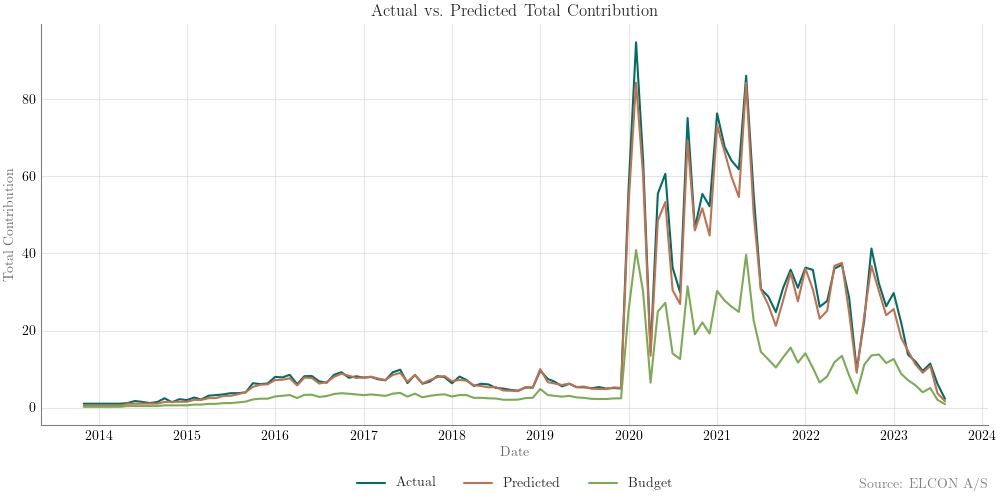 Actual vs. Predicted Total Contribution
Total Contribution
80
60
40
20
0
2014 2015 2016 2017 2018 2019 2020 2021 2022 2023 2024
Date
Actual Predicted Budget
Source: ELCON A/S